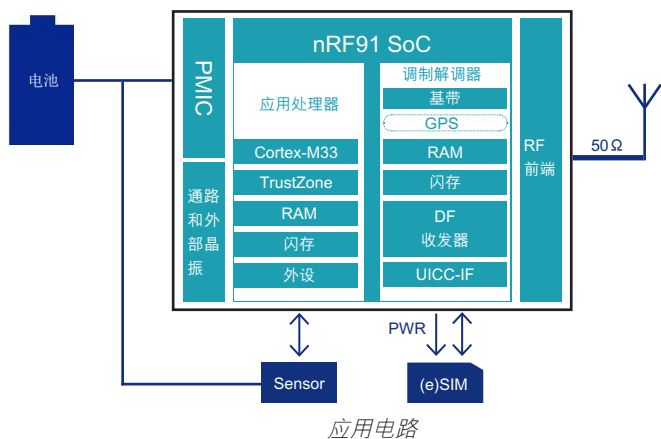 电池
PMIC
通路
和外
部晶
振
nRF91 SoC
应用处理器
Cortex-M33
TrustZone
RAM
闪存
外设
调制解调器
基带
GPS
RAM
闪存
DF
收发器
UICC-IF
RF
前端
50Ω
PWR
Sensor
(e)SIM
应用电路